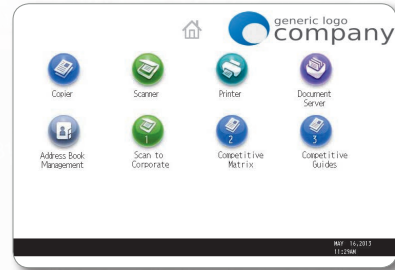 generic logo
company
Copier
Scanner
Printer
Document
Server
Address Book
Management
1
Scan to
Corporate
2
Competitive
Matrix
3
Competitive
Guides
MAY 16,2013
11:29AM